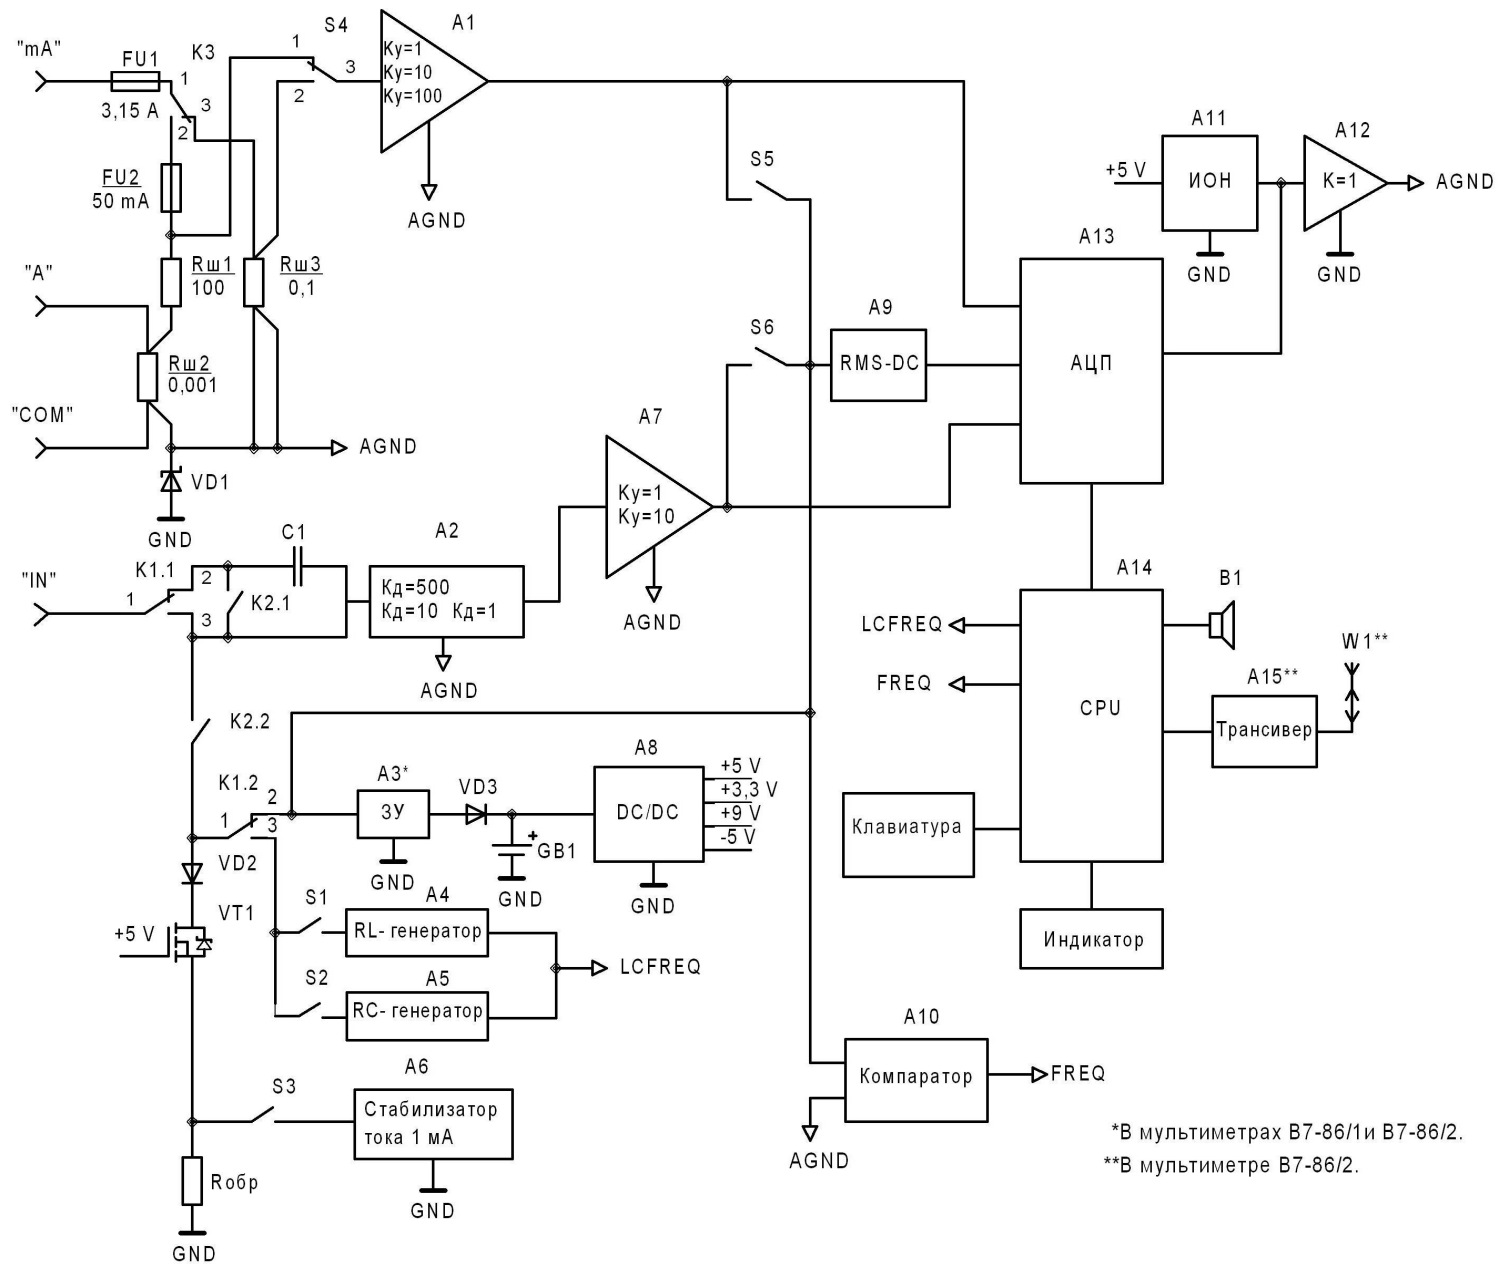 "mA"
FU1
3,15 A
1
K3
3
2
FU2
50 mA
1
S4
3
2
A1
Kу=1
Kу=10
Kу=100
AGND
"A"
Rш1
100
Rш3
0,1
Rш2
0,001
"COM"
AGND
VD1
GND
S5
S6
A9
RMS-DC
A7
Kу=1
Kу=10
AGND
A11
+5 V
ИОН
GND
A12
K=1
AGND
GND
A13
АЦП
"IN"
K1.1
1
2
3
C1
K2.1
A2
Kд=500
Kд=10 Kд=1
AGND
K2.2
K1.2
1
2
3
A3*
ЗУ
GND
VD3
+
GB1
GND
A8
DC/DC
+5 V
+3,3 V
+9 V
-5 V
GND
A14
CPU
LCFREQ
FREQ
B1
W1**
A15**
Трансивер
Клавиатура
Индикатор
VD2
VT1
+5 V
S1
A4
RL- генератор
S2
A5
RC- генератор
LCFREQ
S3
A6
Стабилизатор
тока 1 мА
GND
Rобр
GND
A10
Компаратор
FREQ
AGND
*В мультиметрах В7-86/1и В7-86/2.
**В мультиметре В7-86/2.